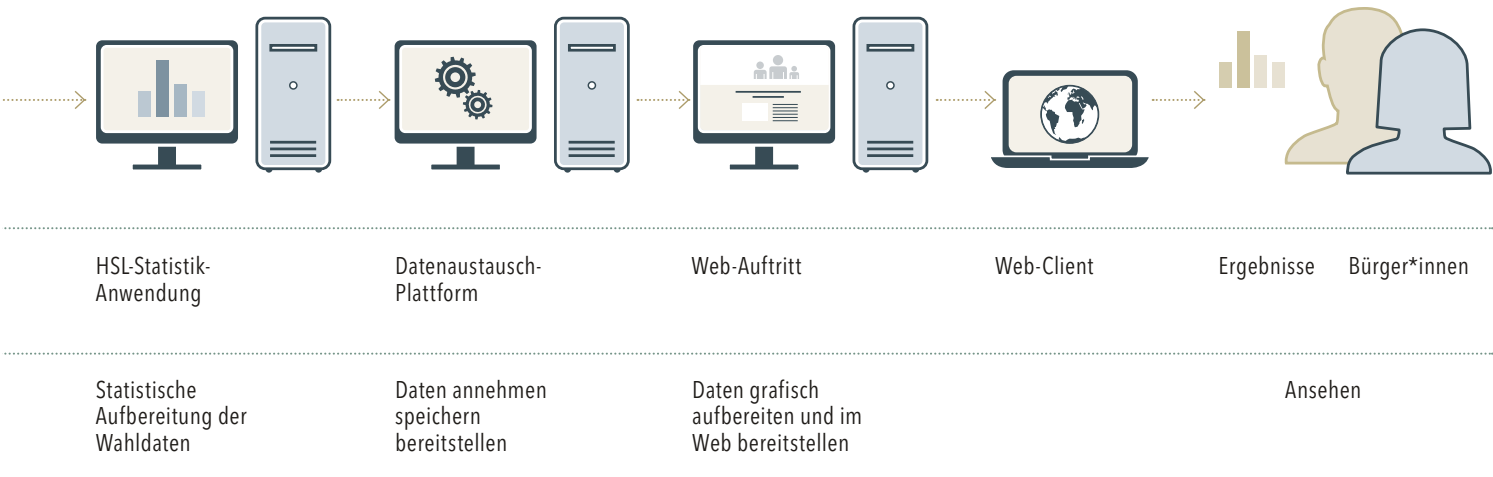 HSL-Statistik-
Anwendung
Datenaustausch-
Plattform
Web-Auftritt
Web-Client
Ergebnisse
Bürger*innen
Statistische
Aufbereitung der
Wahldaten
Daten annehmen
speichern
bereitstellen
Daten grafisch
aufbereiten und im
Web bereitstellen
Ansehen